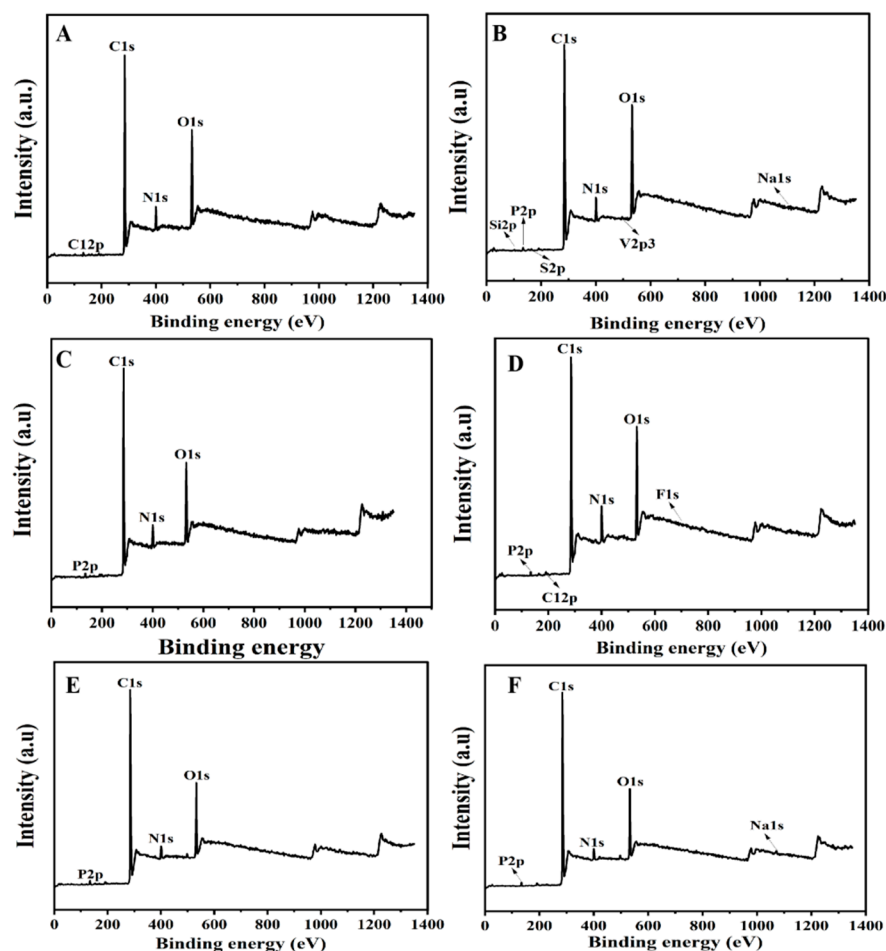 A
C1s
O1s
N1s
C12p
Intensity (a.u.)
0 200 400 600 800 1000 1200 1400
Binding energy (eV)
B
C1s
O1s
N1s
Na1s
P2p
Si2p
V2p3
S2p
Intensity (a.u)
0 200 400 600 800 1000 1200 1400
Binding energy (eV)
C
C1s
O1s
N1s
P2p
Intensity (a.u)
0 200 400 600 800 1000 1200 1400
Binding energy
D
C1s
O1s
N1s
F1s
P2p
C12p
Intensity (a.u)
0 200 400 600 800 1000 1200 1400
Binding energy (eV)
E
C1s
O1s
N1s
P2p
Intensity (a.u)
0 200 400 600 800 1000 1200 1400
Binding energy (eV)
F
C1s
O1s
Na1s
N1s
P2p
Intensity (a.u)
0 200 400 600 800 1000 1200 1400
Binding energy (eV)